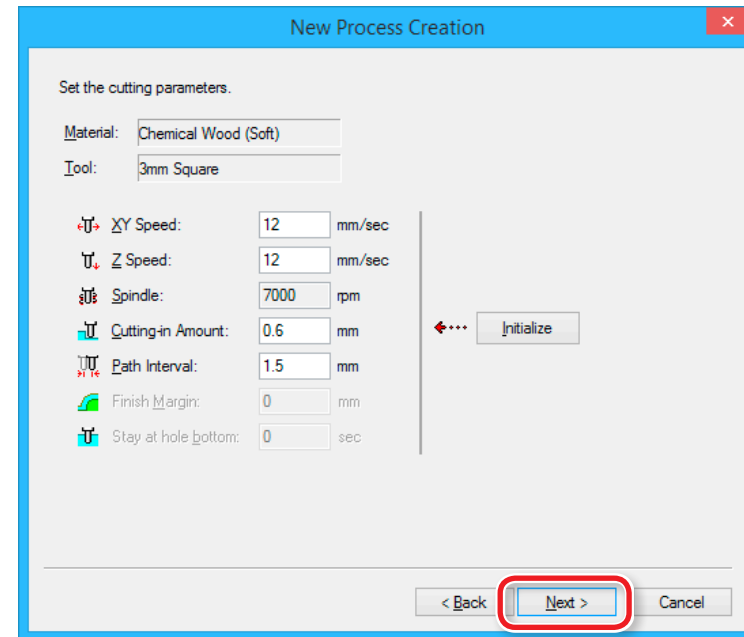 New Process Creation
Set the cutting parameters.
Material: Chemical Wood (Soft)
Tool: 3mm Square
XY Speed: 12 mm/sec
Z Speed: 12 mm/sec
Spindle: 7000 rpm
Cutting-in Amount: 0.6 mm
Initialize
Path Interval: 1.5 mm
Finish Margin: 0 mm
Stay at hole bottom: 0 sec
< Back Next > Cancel